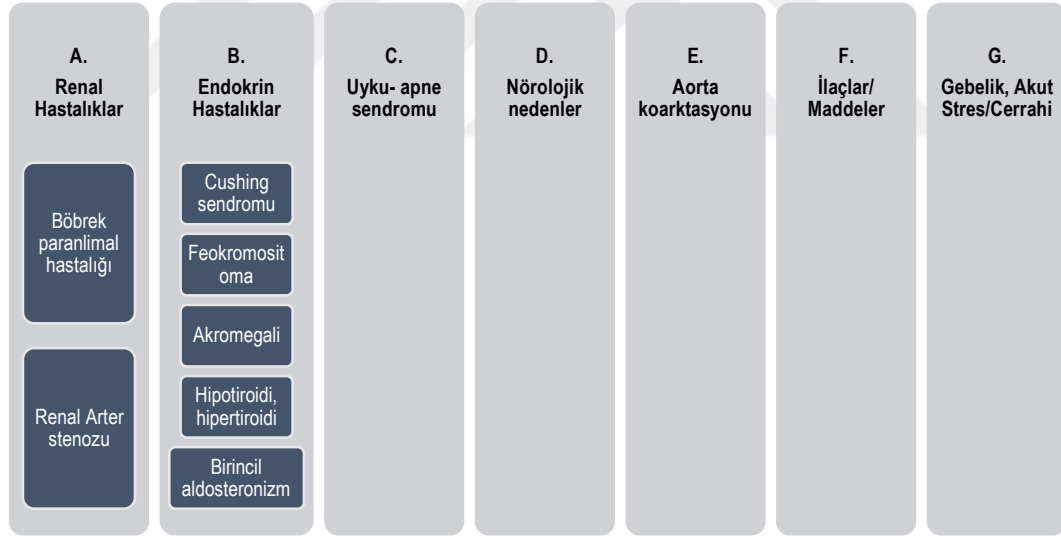 A.
Renal
Hastalıklar
Böbrek
paranlimal
hastalığı
Renal Arter
stenozu
B.
Endokrin
Hastalıklar
Cushing
sendromu
Feokromosit
oma
Akromegali
Hipotiroidi,
hipertiroidi
Birincil
aldosteronizm
C.
Uyku- apne
sendromu
D.
Nörolojik
nedenler
E.
Aorta
koarktasyonu
F.
İlaçlar/
Maddeler
G.
Gebelik, Akut
Stres/Cerrahi